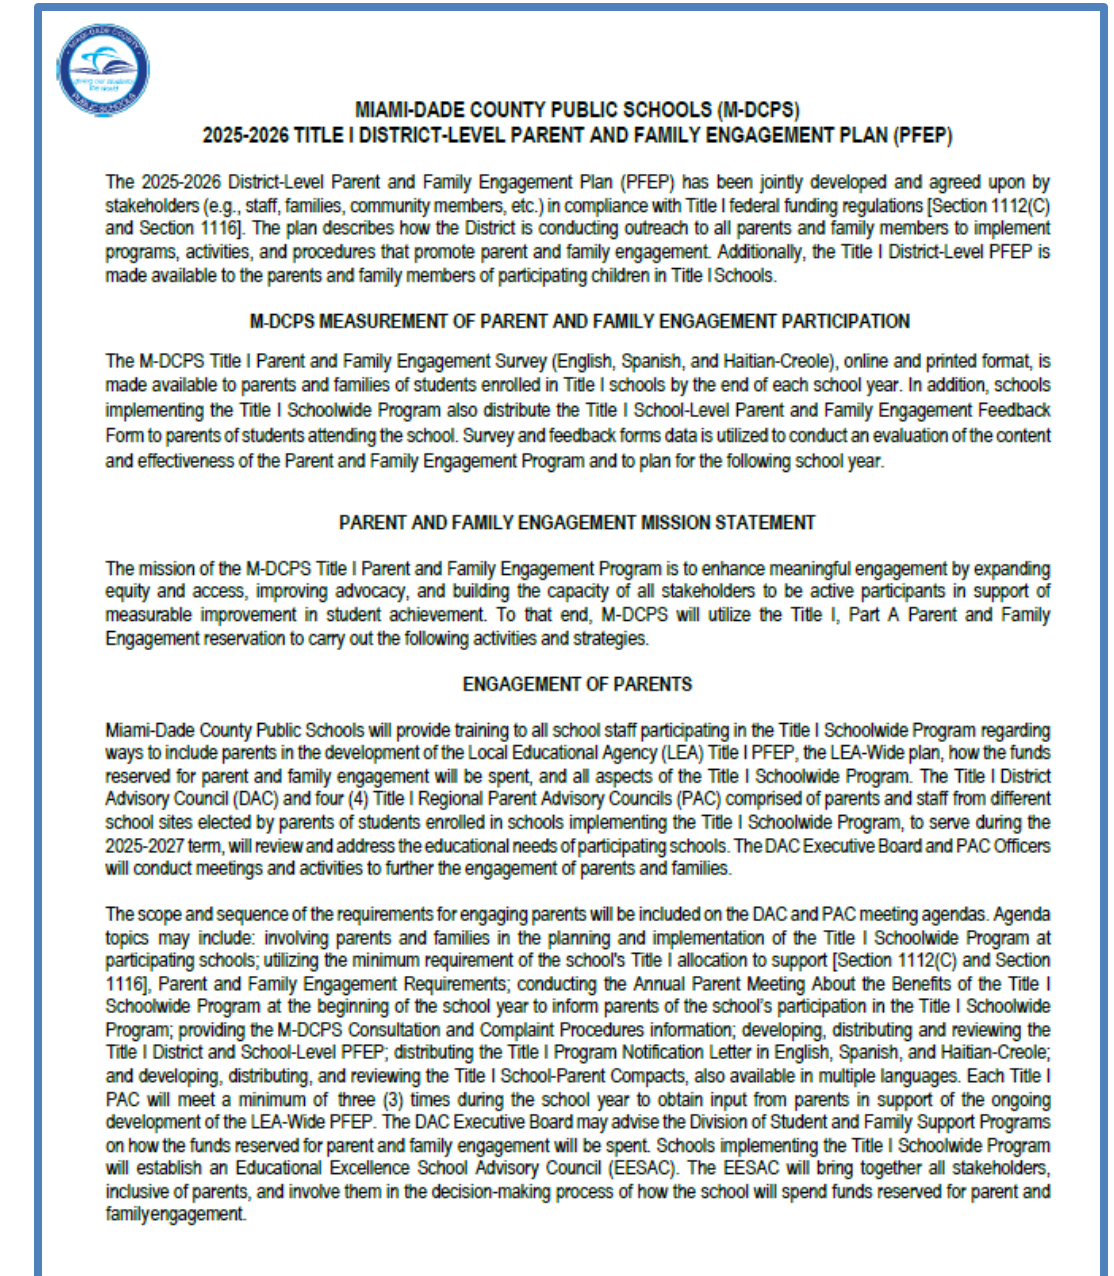 MIAMI-DADE COUNTY
giving our students
the world
PUBLIC SCHOOLS
MIAMI-DADE COUNTY PUBLIC SCHOOLS (M-DCPS)
2025-2026 TITLE I DISTRICT-LEVEL PARENT AND FAMILY ENGAGEMENT PLAN (PFEP)
The 2025-2026 District-Level Parent and Family Engagement Plan (PFEP) has been jointly developed and agreed upon by
stakeholders (e.g., staff, families, community members, etc.) in compliance with Title I federal funding regulations [Section 1112(C)
and Section 1116]. The plan describes how the District is conducting outreach to all parents and family members to implement
programs, activities, and procedures that promote parent and family engagement. Additionally, the Title I District-Level PFEP is
made available to the parents and family members of participating children in Title I Schools.
M-DCPS MEASUREMENT OF PARENT AND FAMILY ENGAGEMENT PARTICIPATION
The M-DCPS Title I Parent and Family Engagement Survey (English, Spanish, and Haitian-Creole), online and printed format, is
made available to parents and families of students enrolled in Title I schools by the end of each school year. In addition, schools
implementing the Title I Schoolwide Program also distribute the Title I School-Level Parent and Family Engagement Feedback
Form to parents of students attending the school. Survey and feedback forms data is utilized to conduct an evaluation of the content
and effectiveness of the Parent and Family Engagement Program and to plan for the following school year.
PARENT AND FAMILY ENGAGEMENT MISSION STATEMENT
The mission of the M-DCPS Title I Parent and Family Engagement Program is to enhance meaningful engagement by expanding
equity and access, improving advocacy, and building the capacity of all stakeholders to be active participants in support of
measurable improvement in student achievement. To that end, M-DCPS will utilize the Title I, Part A Parent and Family
Engagement reservation to carry out the following activities and strategies.
ENGAGEMENT OF PARENTS
Miami-Dade County Public Schools will provide training to all school staff participating in the Title I Schoolwide Program regarding
ways to include parents in the development of the Local Educational Agency (LEA) Title I PFEP, the LEA-Wide plan, how the funds
reserved for parent and family engagement will be spent, and all aspects of the Title I Schoolwide Program. The Title I District
Advisory Council (DAC) and four (4) Title I Regional Parent Advisory Councils (PAC) comprised of parents and staff from different
school sites elected by parents of students enrolled in schools implementing the Title I Schoolwide Program, to serve during the
2025-2027 term, will review and address the educational needs of participating schools. The DAC Executive Board and PAC Officers
will conduct meetings and activities to further the engagement of parents and families.
The scope and sequence of the requirements for engaging parents will be included on the DAC and PAC meeting agendas. Agenda
topics may include: involving parents and families in the planning and implementation of the Title I Schoolwide Program at
participating schools; utilizing the minimum requirement of the school's Title I allocation to support [Section 1112(C) and Section
1116], Parent and Family Engagement Requirements; conducting the Annual Parent Meeting About the Benefits of the Title I
Schoolwide Program at the beginning of the school year to inform parents of the school's participation in the Title I Schoolwide
Program; providing the M-DCPS Consultation and Complaint Procedures information; developing, distributing and reviewing the
Title I District and School-Level PFEP; distributing the Title I Program Notification Letter in English, Spanish, and Haitian-Creole;
and developing, distributing, and reviewing the Title I School-Parent Compacts, also available in multiple languages. Each Title I
PAC will meet a minimum of three (3) times during the school year to obtain input from parents in support of the ongoing
development of the LEA-Wide PFEP. The DAC Executive Board may advise the Division of Student and Family Support Programs
on how the funds reserved for parent and family engagement will be spent. Schools implementing the Title I Schoolwide Program
will establish an Educational Excellence School Advisory Council (EESAC). The EESAC will bring together all stakeholders,
inclusive of parents, and involve them in the decision-making process of how the school will spend funds reserved for parent and
familyengagement.